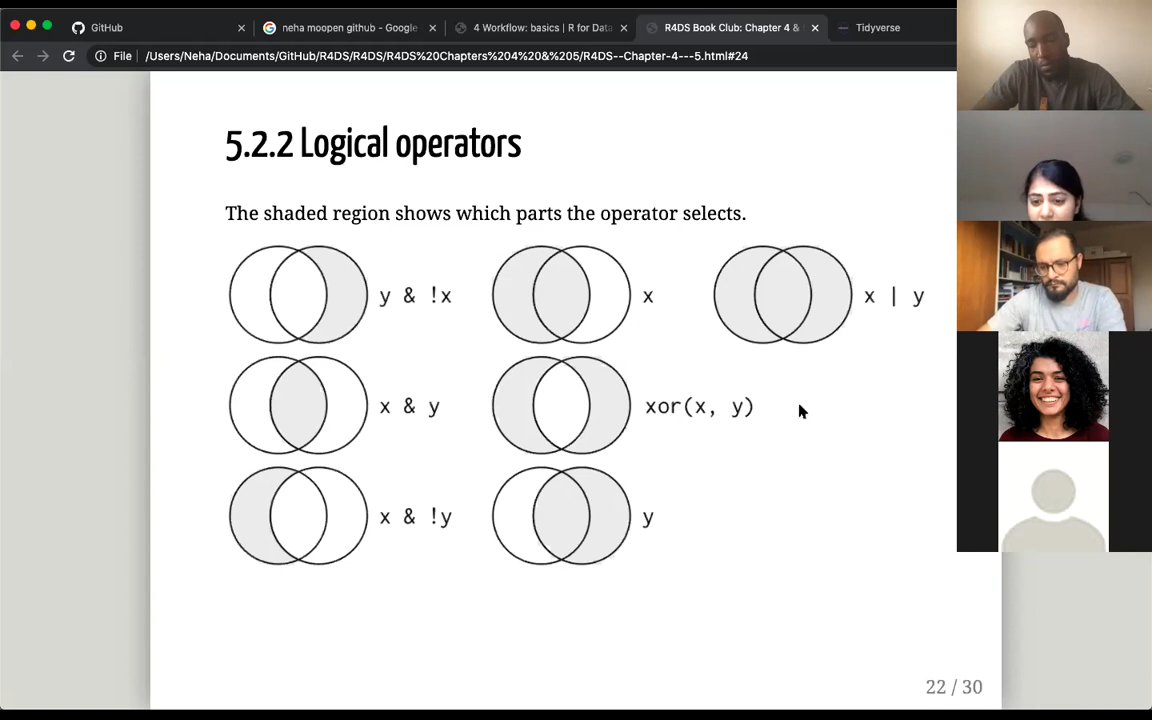 GitHub
neha moopen github - Google
4 Workflow: basics | R for Data
R4DS Book Club: Chapter 4 &
Tidyverse
File
/Users/Neha/Documents/GitHub/R4DS/R4DS/R4DS%20Chapters%204%20&%205/R4DS--Chapter-4---5.html#24
5.2.2 Logical operators
The shaded region shows which parts the operator selects.
y & !x
x
x | y
x & y
xor(x, y)
x & !y
y
22 / 30